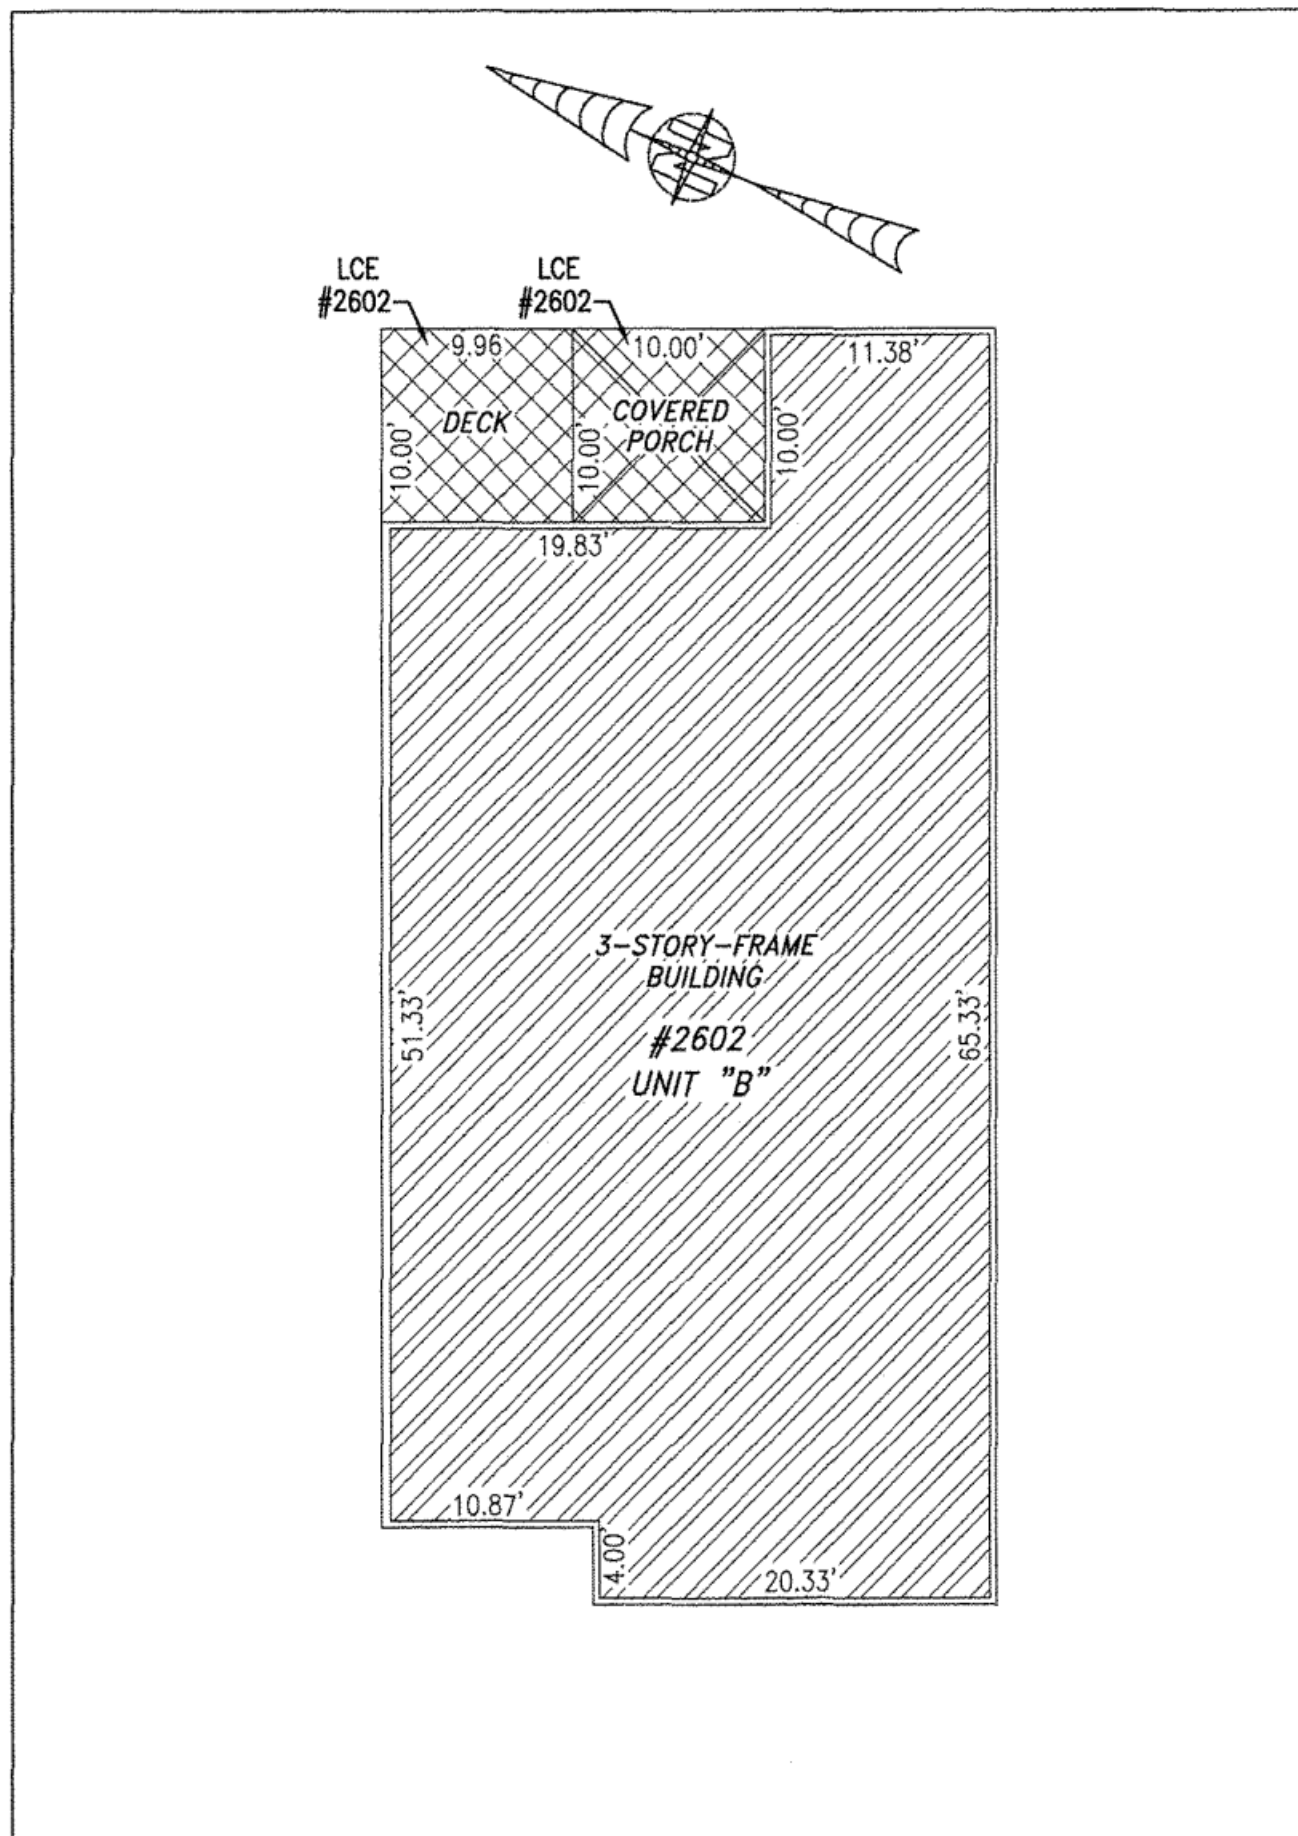 N
LCE
#2602
LCE
#2602
9.96
10.00'
11.38'
DECK
COVERED
PORCH
10.00'
10.00'
10.00'
19.83'
3-STORY-FRAME
BUILDING
#2602
UNIT "B"
51.33'
65.33'
10.87'
4.00'
20.33'